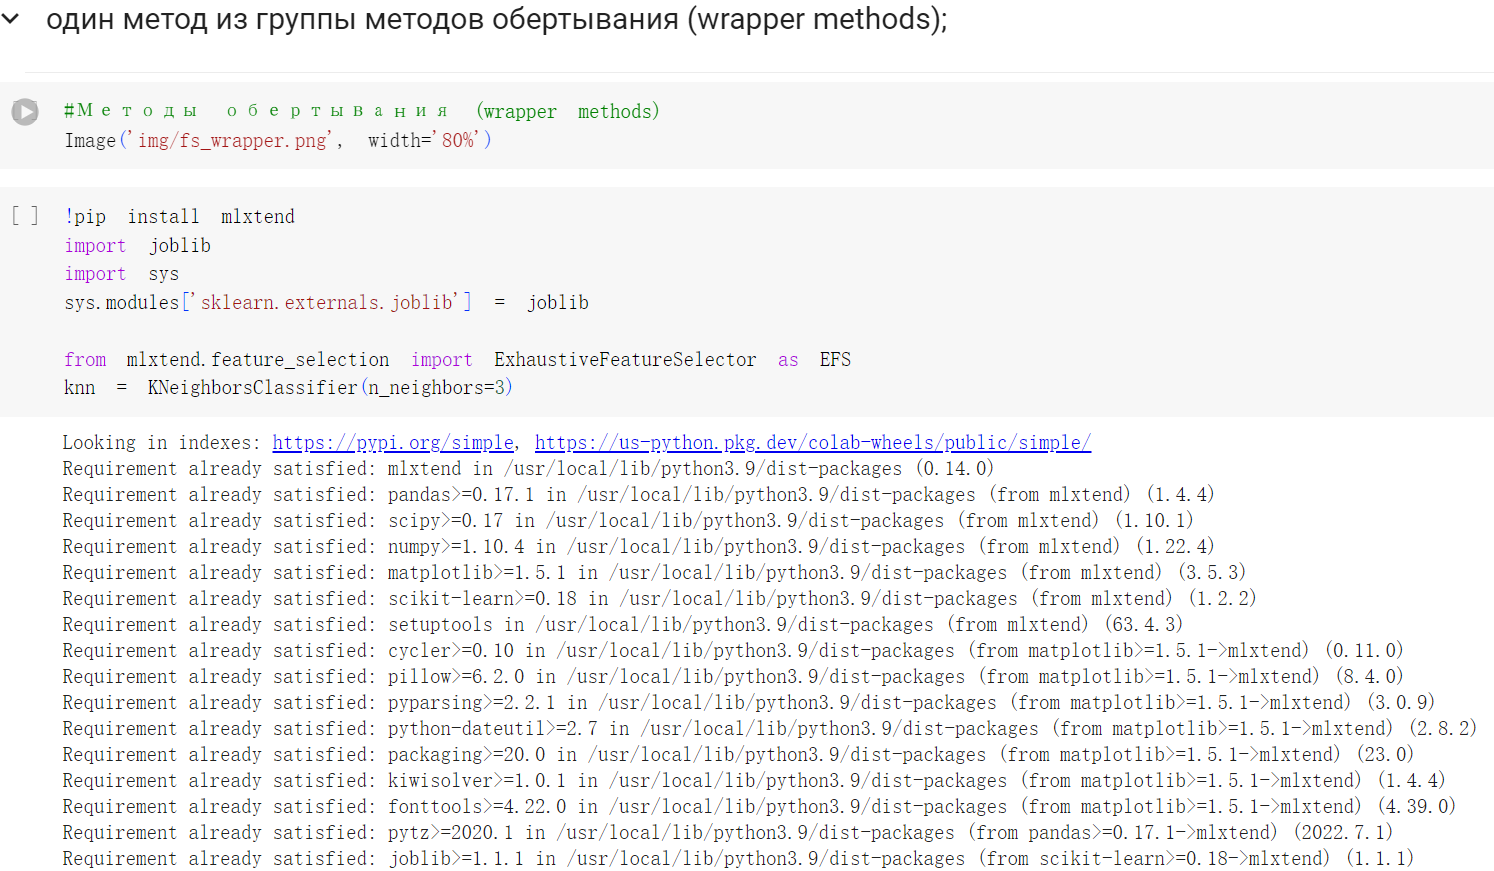 один метод из группы методов обертывания (wrapper methods);
#Методы обертывания (wrapper methods)
Image('img/fs_wrapper.png', width='80%')
[ ] !pip install mlxtend
import joblib
import sys
sys.modules['sklearn.externals.joblib'] = joblib
from mlxtend.feature_selection import ExhaustiveFeatureSelector as EFS
knn = KNeighborsClassifier(n_neighbors=3)
Looking in indexes: https://pypi.org/simple, https://us-python.pkg.dev/colab-wheels/public/simple/
Requirement already satisfied: mlxtend in /usr/local/lib/python3.9/dist-packages (0.14.0)
Requirement already satisfied: pandas>=0.17.1 in /usr/local/lib/python3.9/dist-packages (from mlxtend) (1.4.4)
Requirement already satisfied: scipy>=0.17 in /usr/local/lib/python3.9/dist-packages (from mlxtend) (1.10.1)
Requirement already satisfied: numpy>=1.10.4 in /usr/local/lib/python3.9/dist-packages (from mlxtend) (1.22.4)
Requirement already satisfied: matplotlib>=1.5.1 in /usr/local/lib/python3.9/dist-packages (from mlxtend) (3.5.3)
Requirement already satisfied: scikit-learn>=0.18 in /usr/local/lib/python3.9/dist-packages (from mlxtend) (1.2.2)
Requirement already satisfied: setuptools in /usr/local/lib/python3.9/dist-packages (from mlxtend) (63.4.3)
Requirement already satisfied: cycler>=0.10 in /usr/local/lib/python3.9/dist-packages (from matplotlib>=1.5.1->mlxtend) (0.11.0)
Requirement already satisfied: pillow>=6.2.0 in /usr/local/lib/python3.9/dist-packages (from matplotlib>=1.5.1->mlxtend) (8.4.0)
Requirement already satisfied: pyparsing>=2.2.1 in /usr/local/lib/python3.9/dist-packages (from matplotlib>=1.5.1->mlxtend) (3.0.9)
Requirement already satisfied: python-dateutil>=2.7 in /usr/local/lib/python3.9/dist-packages (from matplotlib>=1.5.1->mlxtend) (2.8.2)
Requirement already satisfied: packaging>=20.0 in /usr/local/lib/python3.9/dist-packages (from matplotlib>=1.5.1->mlxtend) (23.0)
Requirement already satisfied: kiwisolver>=1.0.1 in /usr/local/lib/python3.9/dist-packages (from matplotlib>=1.5.1->mlxtend) (1.4.4)
Requirement already satisfied: fonttools>=4.22.0 in /usr/local/lib/python3.9/dist-packages (from matplotlib>=1.5.1->mlxtend) (4.39.0)
Requirement already satisfied: pytz>=2020.1 in /usr/local/lib/python3.9/dist-packages (from pandas>=0.17.1->mlxtend) (2022.7.1)
Requirement already satisfied: joblib>=1.1.1 in /usr/local/lib/python3.9/dist-packages (from scikit-learn>=0.18->mlxtend) (1.1.1)